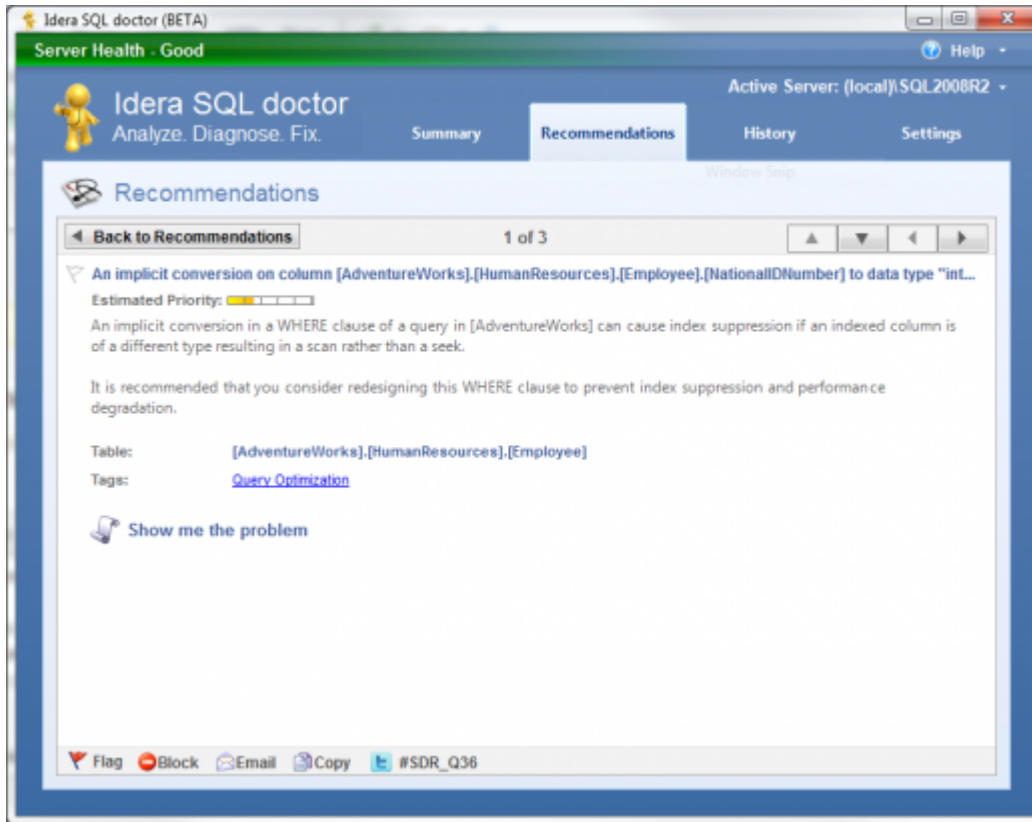 Idera SQL doctor (BETA)
Server Health - Good
Help
Active Server: (local)\SQL2008R2
Idera SQL doctor
Analyze. Diagnose. Fix.
Summary
Recommendations
History
Settings
Window Snip
Recommendations
Back to Recommendations
1 of 3
An implicit conversion on column [AdventureWorks].[HumanResources].[Employee].[NationalIDNumber] to data type "int...
Estimated Priority:
An implicit conversion in a WHERE clause of a query in [AdventureWorks] can cause index suppression if an indexed column is
of a different type resulting in a scan rather than a seek.
It is recommended that you consider redesigning this WHERE clause to prevent index suppression and performance
degradation.
Table: [AdventureWorks].[HumanResources].[Employee]
Tags: Query Optimization
Show me the problem
Flag Block Email Copy #SDR_Q36